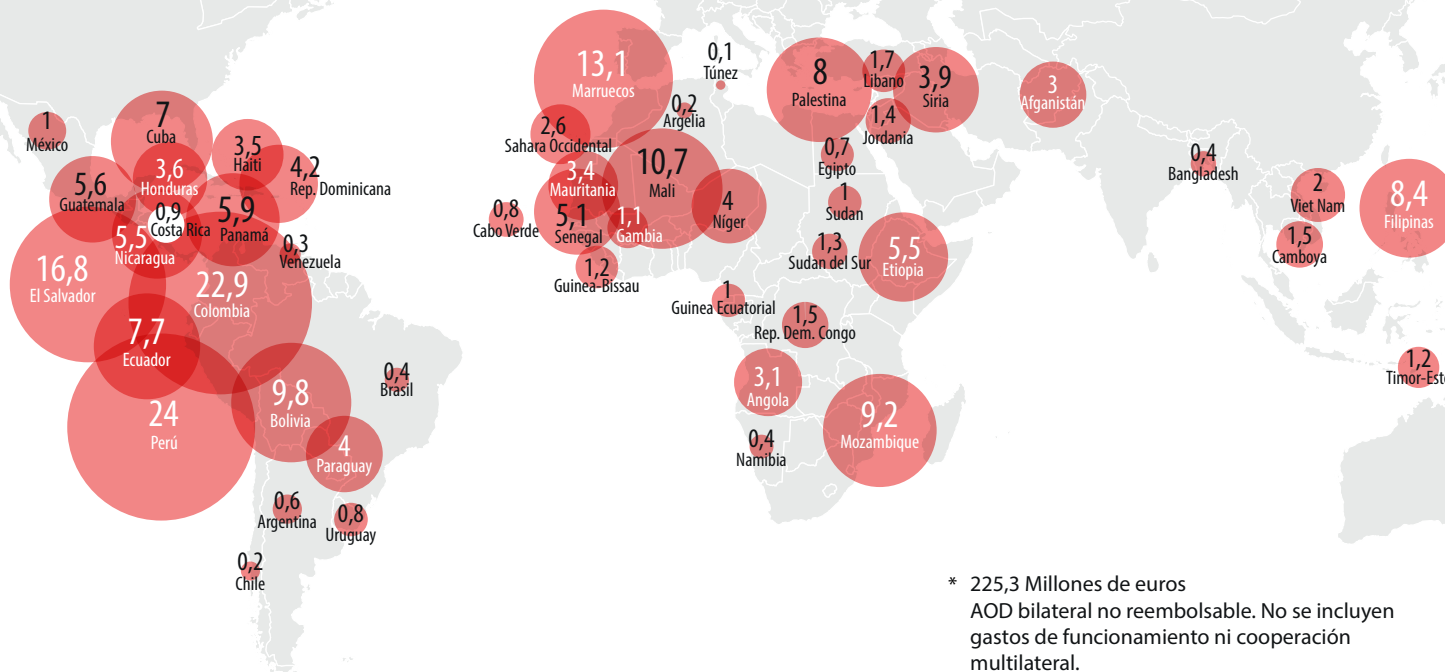 1
México
7
Cuba
3,5
Haití
4,2
Rep. Dominicana
3,6
Honduras
5,6
Guatemala
0,9
Costa Rica
5,9
Panamá
5,5
Nicaragua
0,3
Venezuela
16,8
El Salvador
22,9
Colombia
7,7
Ecuador
24
Perú
9,8
Bolivia
0,4
Brasil
4
Paraguay
0,6
Argentina
0,8
Uruguay
0,2
Chile
13,1
Marruecos
0,1
Túnez
0,2
Argelia
2,6
Sahara Occidental
3,4
Mauritania
10,7
Mali
4
Níger
0,8
Cabo Verde
5,1
Senegal
1,1
Gambia
1,2
Guinea-Bissau
8
Palestina
1,7
Libano
3,9
Siria
1,4
Jordania
0,7
Egipto
1
Sudan
1,3
Sudan del Sur
5,5
Etiopia
1
Guinea Ecuatorial
1,5
Rep. Dem. Congo
3,1
Angola
9,2
Mozambique
0,4
Namibia
3
Afganistán
0,4
Bangladesh
2
Viet Nam
1,5
Camboya
8,4
Filipinas
1,2
Timor-Este
* 225,3 Millones de euros
AOD bilateral no reembolsable. No se incluyen
gastos de funcionamiento ni cooperación
multilateral.